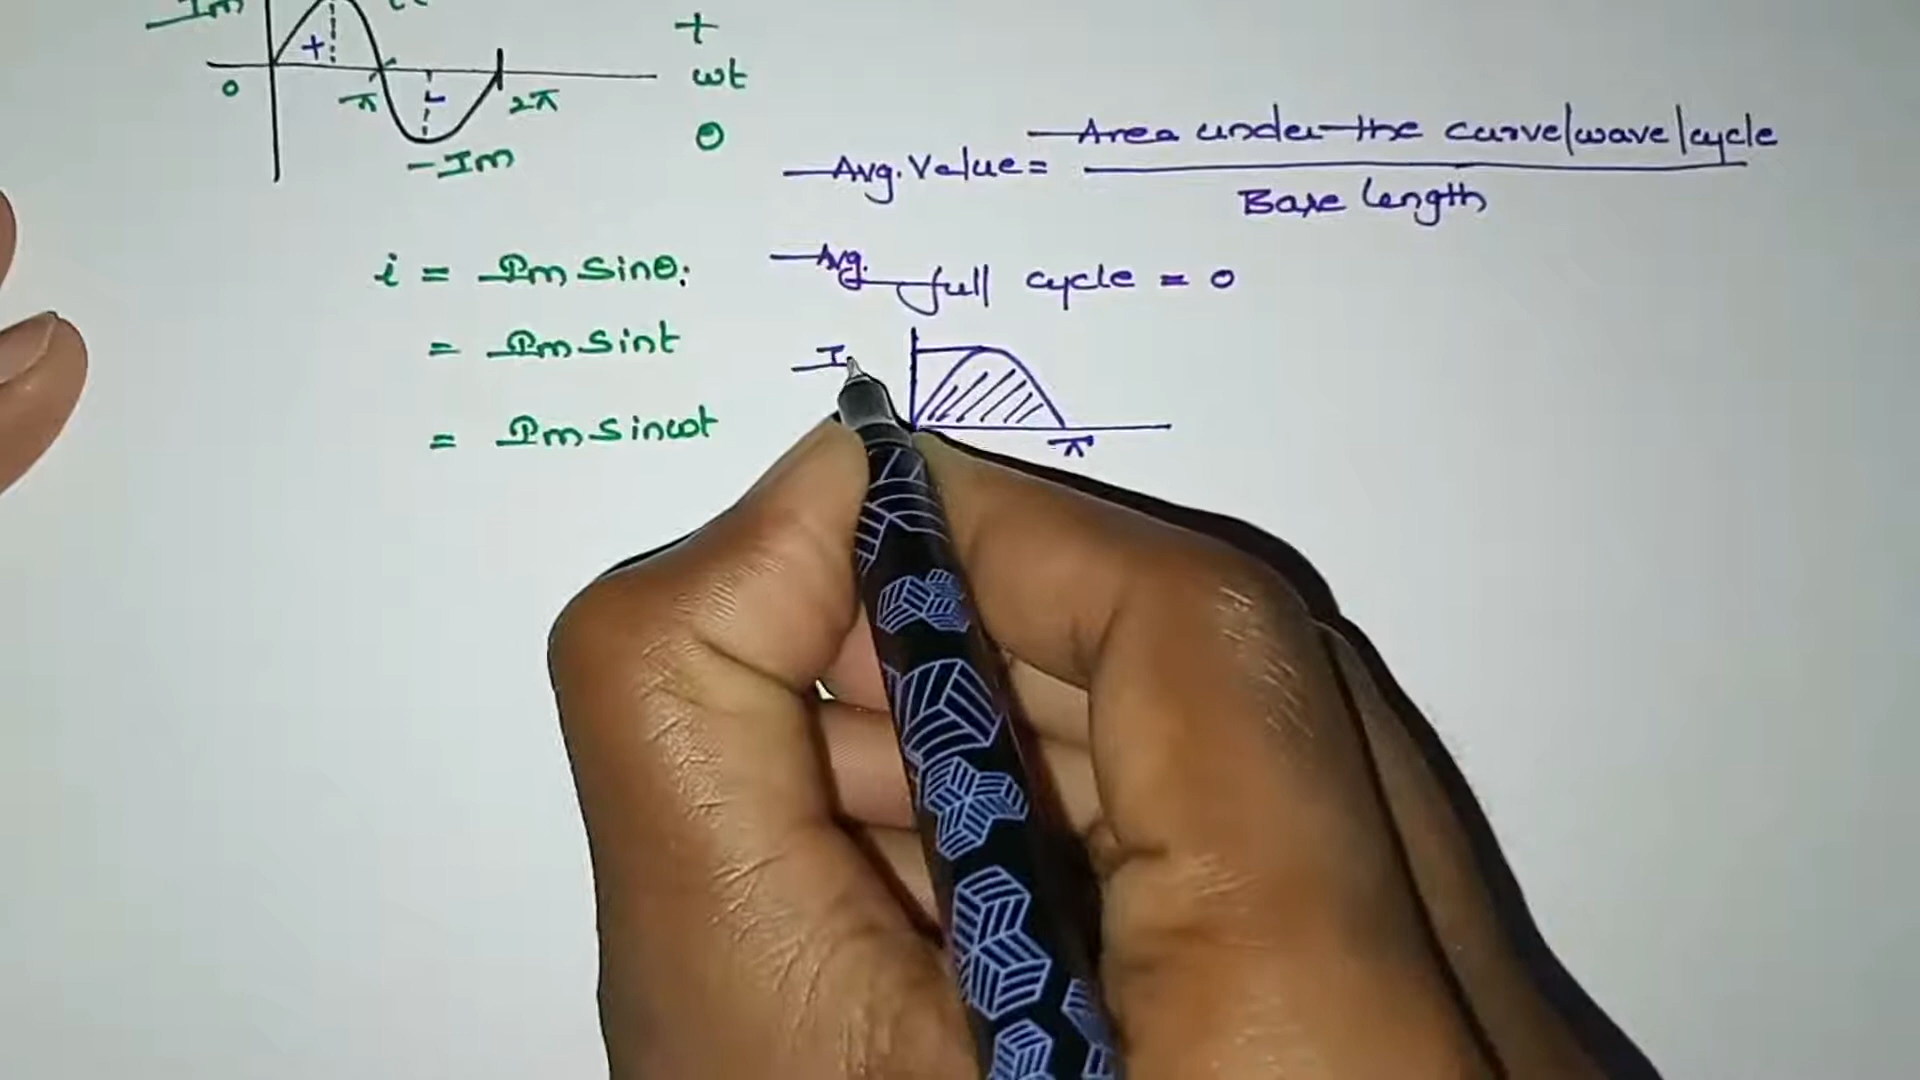 Im
+
0
π
-
2π
-Im
t
ωt
θ
Avg. Value = Area under the curve/wave/cycle
Base length
i = Im Sinθ;
= Im Sint
= Im Sinωt
Avg. full cycle = 0
I
π